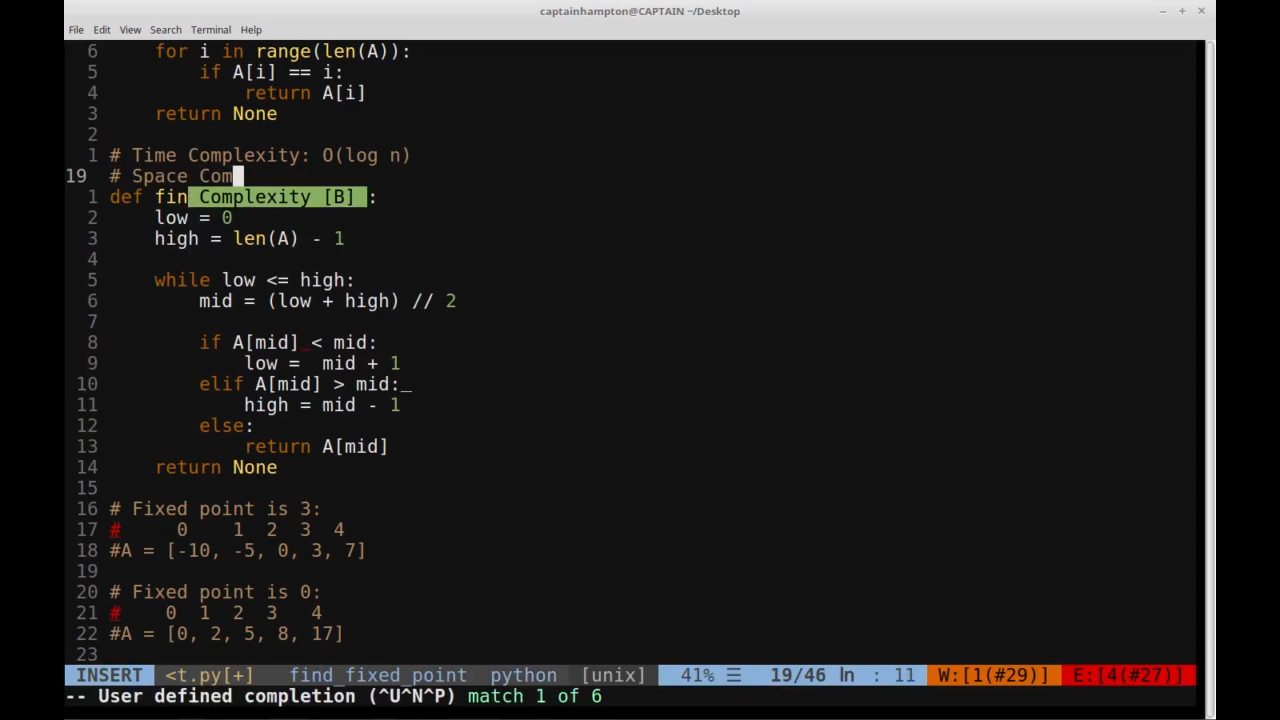 captainhampton@CAPTAIN ~/Desktop
File Edit View Search Terminal Help
6 for i in range(len(A)):
5 if A[i] == i:
4 return A[i]
3 return None
2
1 # Time Complexity: O(log n)
19 # Space Com
1 def fin Complexity [B] :
2 low = 0
3 high = len(A) - 1
4
5 while low <= high:
6 mid = (low + high) // 2
7
8 if A[mid] < mid:
9 low =  mid + 1
10 elif A[mid] > mid:_
11 high = mid - 1
12 else:
13 return A[mid]
14 return None
15
16 # Fixed point is 3:
17 #     0    1  2  3  4
18 #A = [-10, -5, 0, 3, 7]
19
20 # Fixed point is 0:
21 #    0  1  2  3   4
22 #A = [0, 2, 5, 8, 17]
23
INSERT <t.py[+] find_fixed_point python [unix] 41% ☰ 19/46 ln : 11 W:[1(#29)] E:[4(#27)]
-- User defined completion (^U^N^P) match 1 of 6